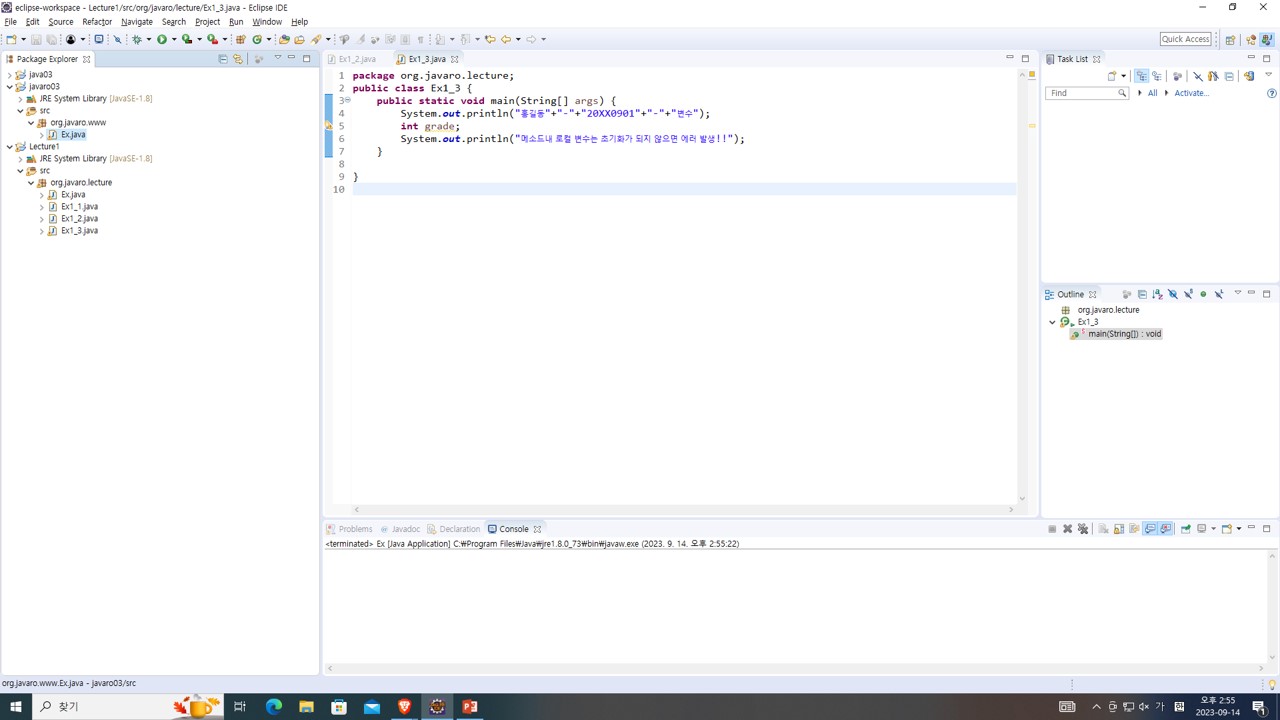 eclipse-workspace - Lecture1/src/org/javaro/lecture/Ex1_3.java - Eclipse IDE
File Edit Source Refactor Navigate Search Project Run Window Help
Quick Access
Package Explorer
java03
javaro03
JRE System Library [JavaSE-1.8]
src
org.javaro.www
Ex.java
Lecture1
JRE System Library [JavaSE-1.8]
src
org.javaro.lecture
Ex.java
Ex1_1.java
Ex1_2.java
Ex1_3.java
Ex1_2.java Ex1_3.java
1 package org.javaro.lecture;
2 public class Ex1_3 {
3 public static void main(String[] args) {
4 System.out.println("홍길동"+"-"+"20XX0901"+"-"+"변수");
5 int grade;
6 System.out.println("메소드내 로컬 변수는 초기화가 되지 않으면 에러 발생!!");
7 }
8
9 }
10
Task List
Find All Activate...
Outline
org.javaro.lecture
Ex1_3
main(String[]) : void
Problems Javadoc Declaration Console
<terminated> Ex [Java Application] C:₩Program Files₩Java₩jre1.8.0_73₩bin₩javaw.exe (2023. 9. 14. 오후 2:55:22)
org.javaro.www.Ex.java - javaro03/src
찾기
가
오후 2:55
2023-09-14
1